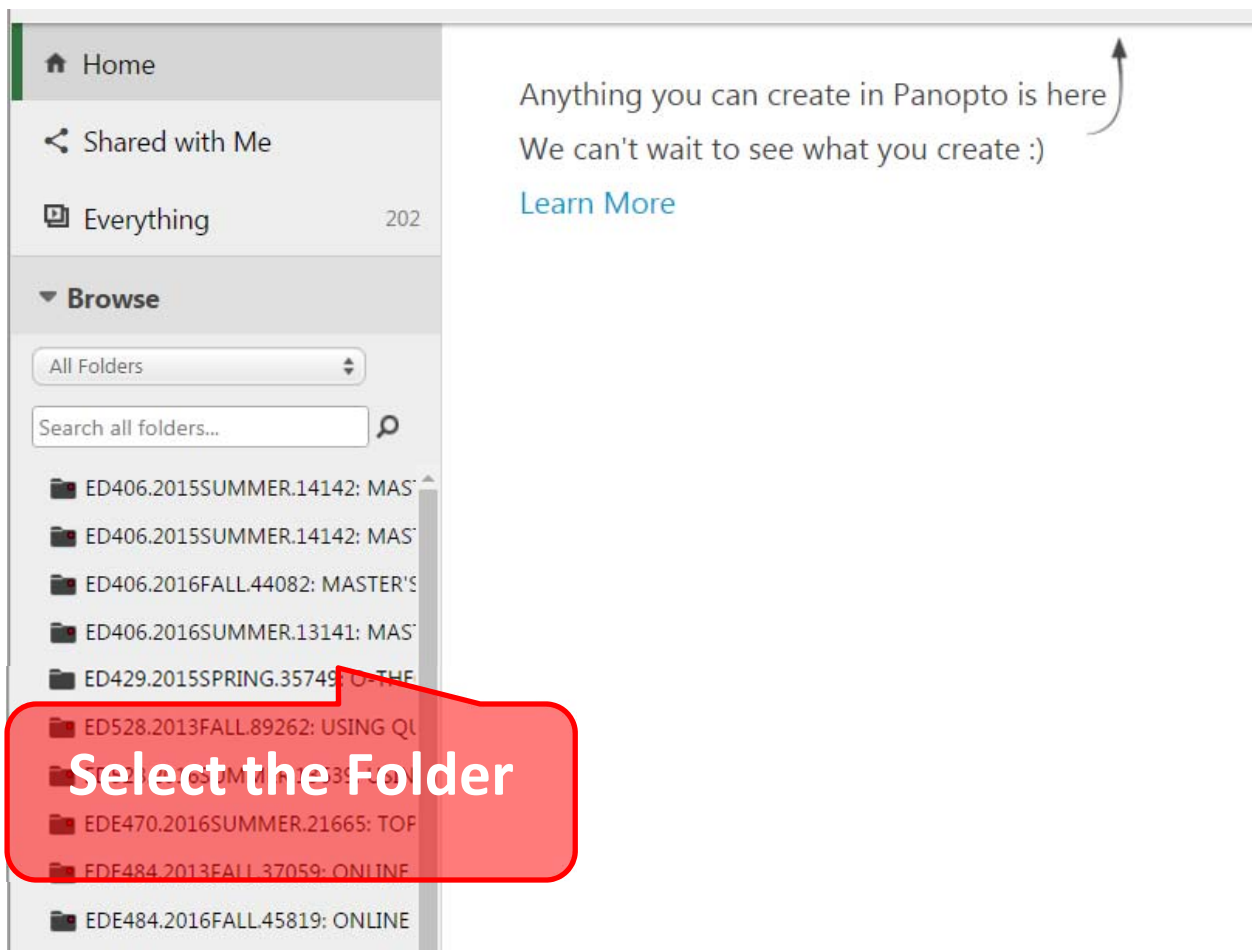 Home
Shared with Me
Everything 202
Browse
All Folders
Search all folders...
ED406.2015SUMMER.14142: MAS
ED406.2015SUMMER.14142: MAS
ED406.2016FALL.44082: MASTER'S
ED406.2016SUMMER.13141: MAS
ED429.2015SPRING.35749: O-THE
ED528.2013FALL.89262: USING QU
Select the Folder
EDE470.2016SUMMER.21665: TOP
EDE484.2013FALL.37059: ONLINE
EDE484.2016FALL.45819: ONLINE
Anything you can create in Panopto is here
We can't wait to see what you create :)
Learn More